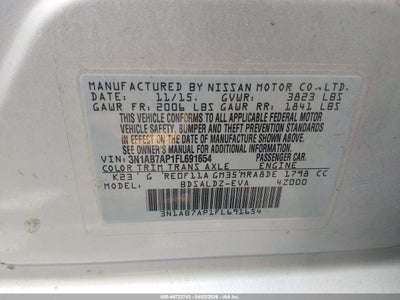 MANUFACTURED BY NISSAN MOTOR CO.,LTD.
DATE: 11/15. GVWR: 3823 LBS
GAWR FR: 2006 LBS GAWR RR: 1841 LBS
THIS VEHICLE CONFORMS TO ALL APPLICABLE
FEDERAL MOTOR VEHICLE SAFETY,
BUMPER, AND THEFT PREVENTION STANDARDS
IN EFFECT ON THE DATE OF
MANUFACTURE SHOWN ABOVE.
SEE OWNER'S MANUAL FOR ADDITIONAL INFORMATION.
VIN: 3N1AB7AP1FL691654 PASSENGER CAR.
COLOR TRIM TRANS AXLE ENGINE
K23 G RE0F11A GM35 MRA8DE 1798 CC
MODEL: BDSALDZ-EVA 42000
3N1AB7AP1FL691654